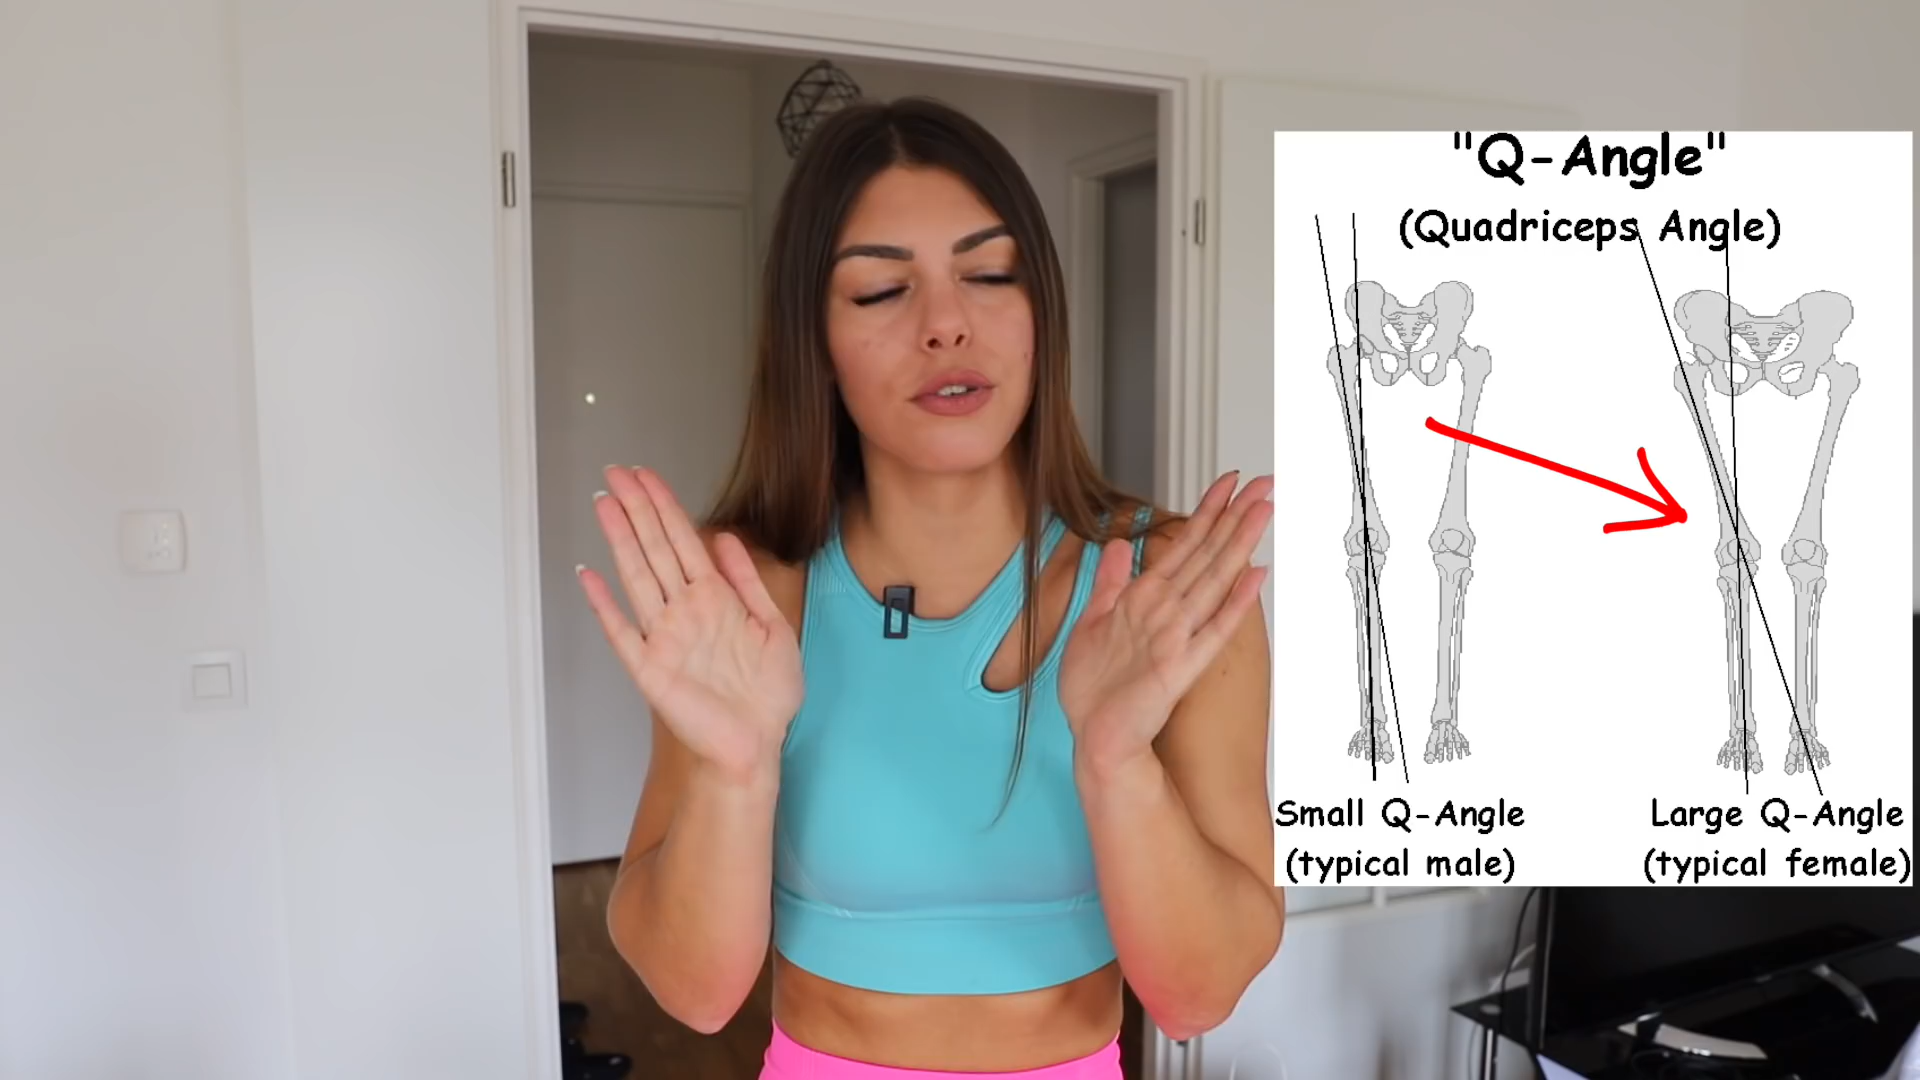 "Q-Angle"
(Quadriceps Angle)
Small Q-Angle
(typical male)
Large Q-Angle
(typical female)